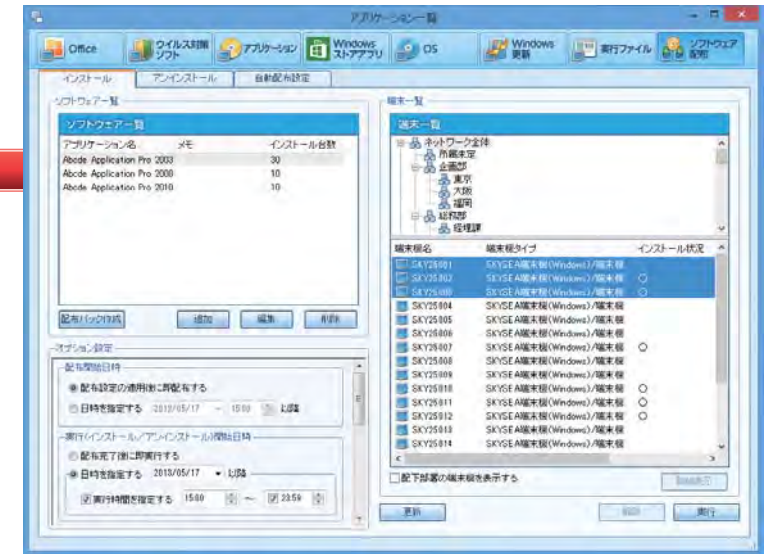 アプリケーション一覧
Office
ウイルス対策
ソフト
アプリケーション
Windows
ストアアプリ
OS
Windows
更新
実行ファイル
ソフトウェア
配布
インストール
アンインストール
自動配布設定
ソフトウェア一覧
ソフトウェア一覧
アプリケーション名 メモ インストール台数
Abcde Application Pro 2003 30
Abcde Application Pro 2000 10
Abcde Application Pro 2010 10
配布パック作成 追加 編集 削除
オプション設定
配布開始日時
配布設定の適用後に即配布する
日時を指定する 2013/05/17 15:00 以降
実行(インストール/アンインストール)開始日時
配布完了後に即実行する
日時を指定する 2013/05/17 以降
実行時間を指定する 15:00 ～ 23:59
端末一覧
端末一覧
ネットワーク全体
所属未定
企画部
東京
大阪
福岡
総務部
経理課
端末機名 端末機タイプ インストール状況
SKY25001 SKYSEA端末機(Windows)/端末機
SKY25002 SKYSEA端末機(Windows)/端末機 ○
SKY25003 SKYSEA端末機(Windows)/端末機 ○
SKY25004 SKYSEA端末機(Windows)/端末機
SKY25005 SKYSEA端末機(Windows)/端末機
SKY25006 SKYSEA端末機(Windows)/端末機
SKY25007 SKYSEA端末機(Windows)/端末機 ○
SKY25008 SKYSEA端末機(Windows)/端末機
SKY25009 SKYSEA端末機(Windows)/端末機
SKY25010 SKYSEA端末機(Windows)/端末機 ○
SKY25011 SKYSEA端末機(Windows)/端末機 ○
SKY25012 SKYSEA端末機(Windows)/端末機 ○
SKY25013 SKYSEA端末機(Windows)/端末機
SKY25014 SKYSEA端末機(Windows)/端末機
配下部署の端末機を表示する
更新 実行